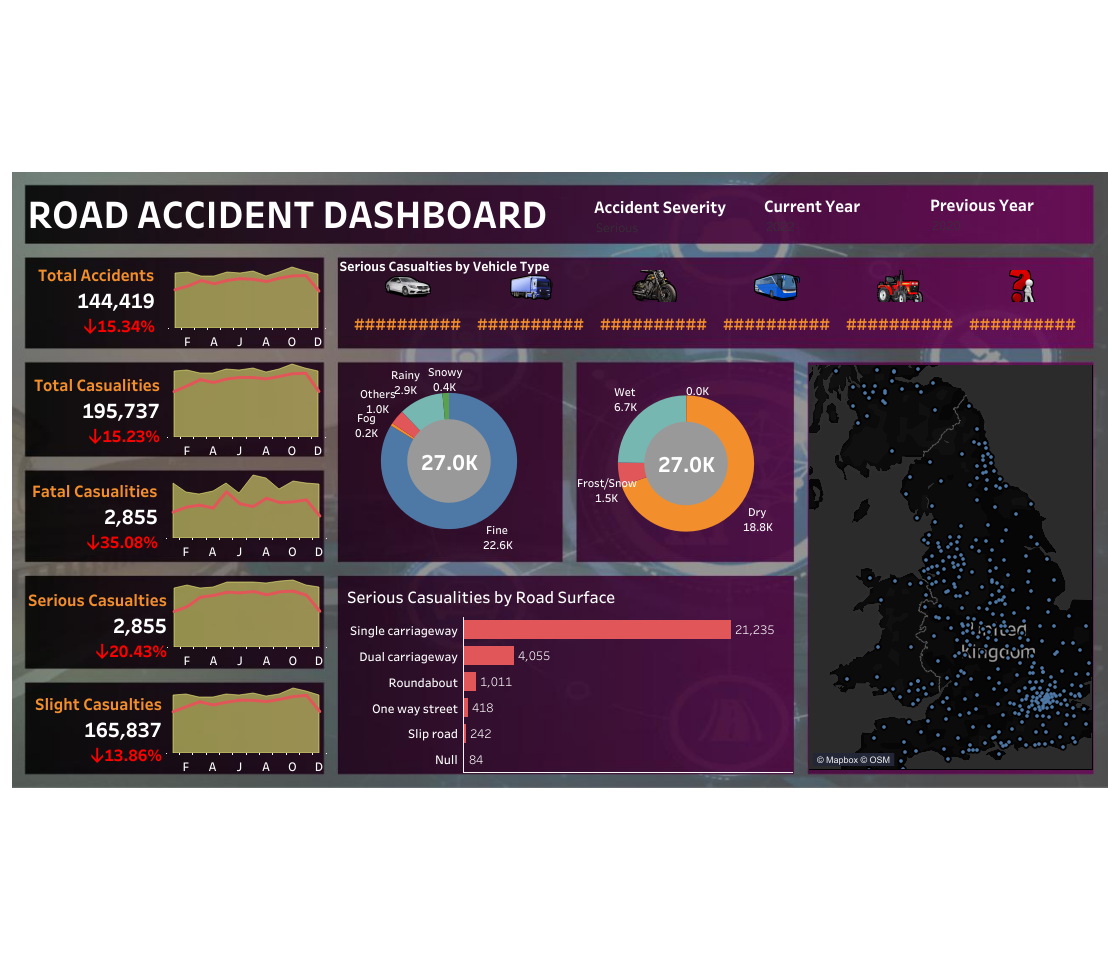 ROAD ACCIDENT DASHBOARD
Accident Severity
Serious
Current Year
Previous Year
Total Accidents
144,419
↓15.34%
F A J A O D
Total Casualities
195,737
↓15.23%
F A J A O D
Fatal Casualities
2,855
↓35.08%
F A J A O D
Serious Casualties
2,855
↓20.43%
F A J A O D
Slight Casualties
165,837
↓13.86%
F A J A O D
Serious Casualties by Vehicle Type
########## ########## ########## ########## ########## ##########
Snowy
0.4K
Rainy
2.9K
Others
1.0K
Fog
0.2K
27.0K
Fine
22.6K
0.0K
Wet
6.7K
27.0K
Frost/Snow
1.5K
Dry
18.8K
Serious Casualities by Road Surface
Single carriageway 21,235
Dual carriageway 4,055
Roundabout 1,011
One way street 418
Slip road 242
Null 84
United
Kingdom
© Mapbox © OSM